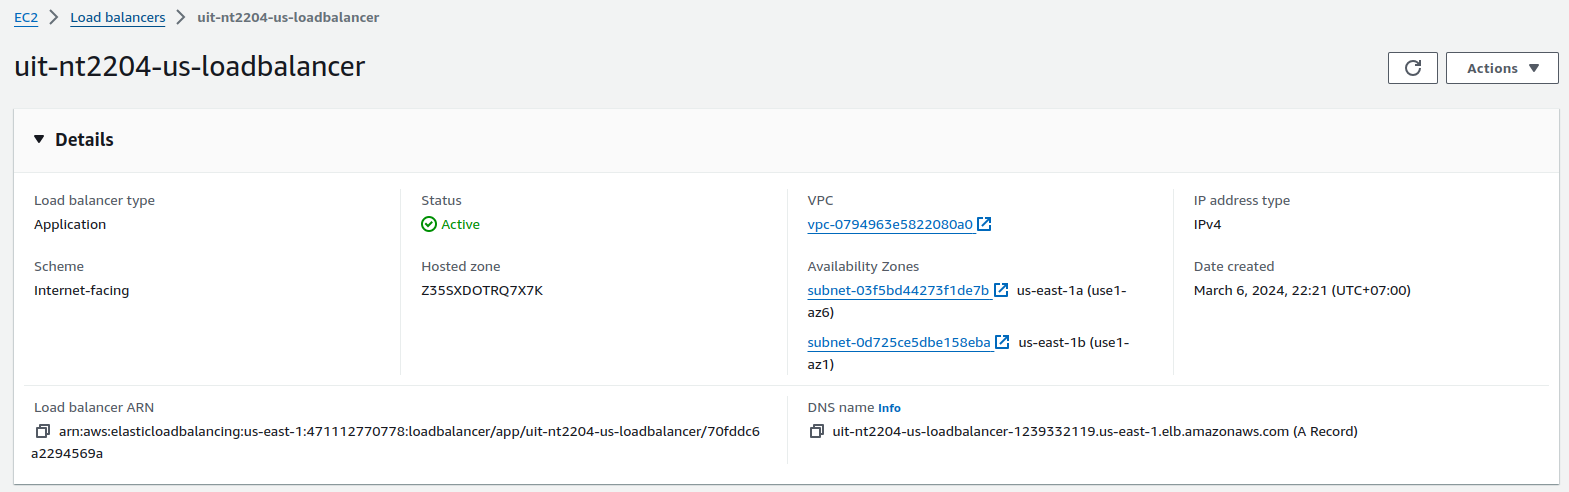 EC2 > Load balancers > uit-nt2204-us-loadbalancer
uit-nt2204-us-loadbalancer
Actions
Details
Load balancer type
Application
Status
Active
VPC
vpc-0794963e5822080a0
IP address type
IPv4
Scheme
Internet-facing
Hosted zone
Z35SXDOTRQ7X7K
Availability Zones
subnet-03f5bd44273f1de7b us-east-1a (use1-
az6)
subnet-0d725ce5dbe158eba us-east-1b (use1-
az1)
Date created
March 6, 2024, 22:21 (UTC+07:00)
Load balancer ARN
arn:aws:elasticloadbalancing:us-east-1:471112770778:loadbalancer/app/uit-nt2204-us-loadbalancer/70fddc6
a2294569a
DNS name Info
uit-nt2204-us-loadbalancer-1239332119.us-east-1.elb.amazonaws.com (A Record)